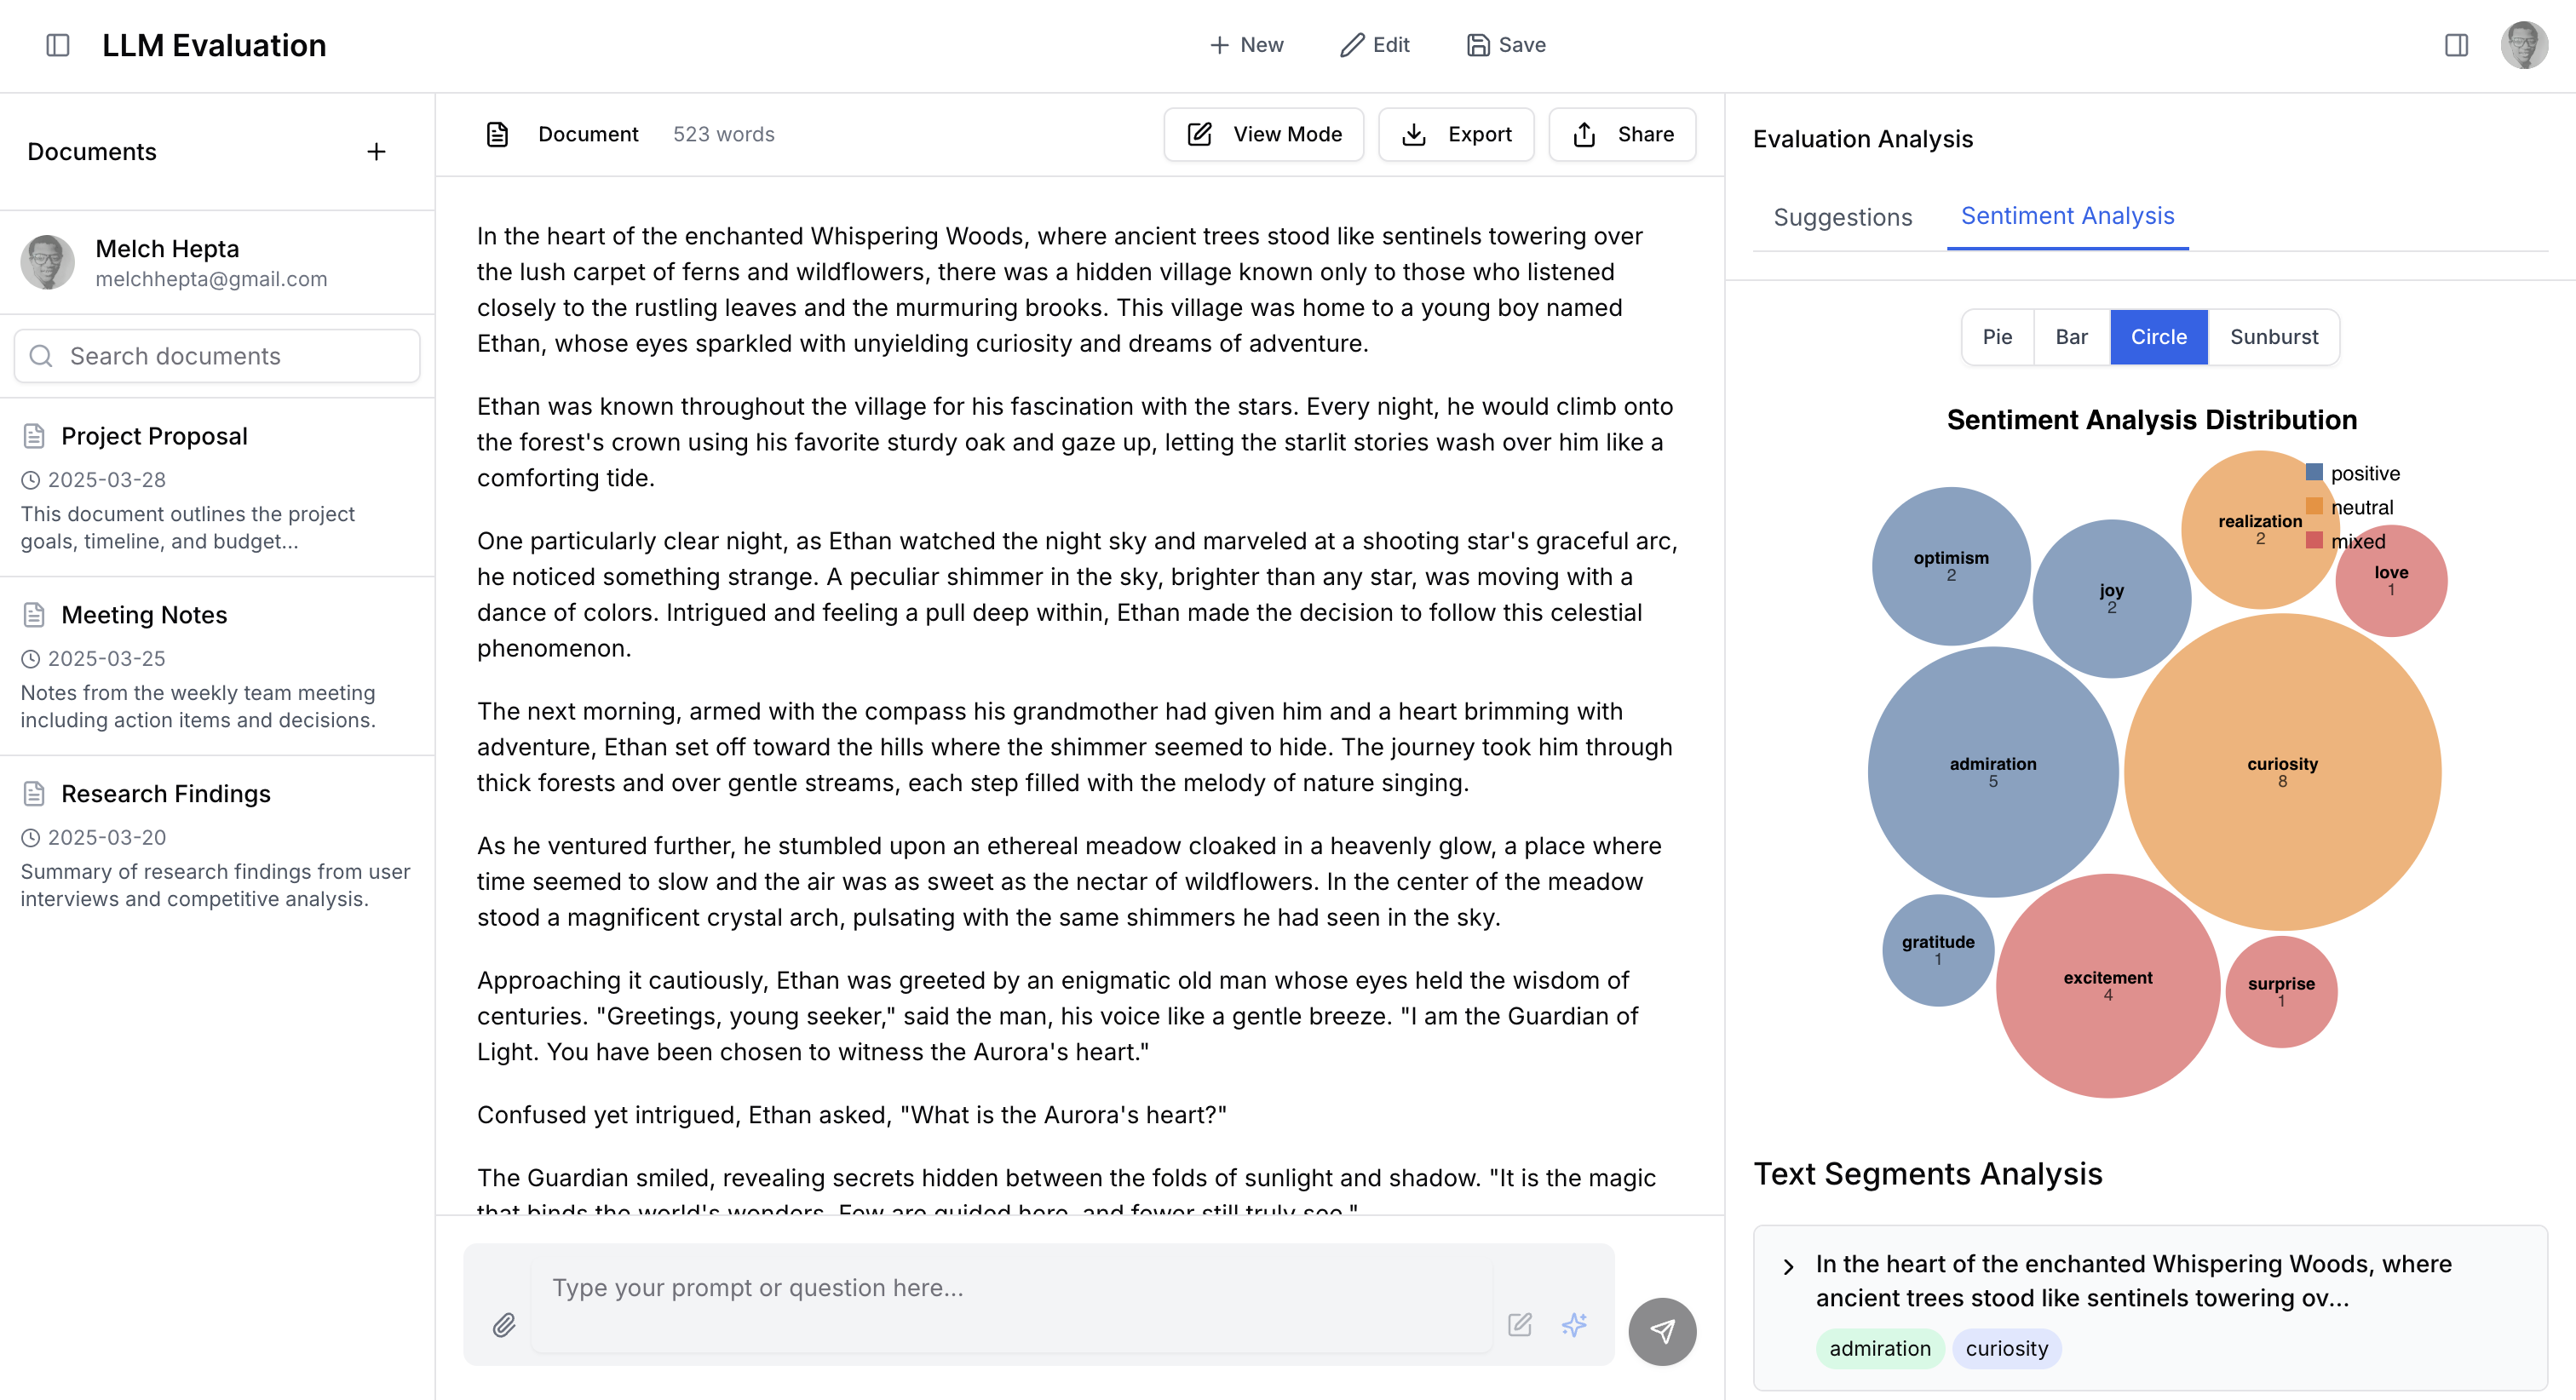 LLM Evaluation
New
Edit
Save
Documents
Melch Hepta
melchhepta@gmail.com
Search documents
Project Proposal
2025-03-28
This document outlines the project
goals, timeline, and budget...
Meeting Notes
2025-03-25
Notes from the weekly team meeting
including action items and decisions.
Research Findings
2025-03-20
Summary of research findings from user
interviews and competitive analysis.
Document 523 words
View Mode
Export
Share
In the heart of the enchanted Whispering Woods, where ancient trees stood like sentinels towering over
the lush carpet of ferns and wildflowers, there was a hidden village known only to those who listened
closely to the rustling leaves and the murmuring brooks. This village was home to a young boy named
Ethan, whose eyes sparkled with unyielding curiosity and dreams of adventure.
Ethan was known throughout the village for his fascination with the stars. Every night, he would climb onto
the forest's crown using his favorite sturdy oak and gaze up, letting the starlit stories wash over him like a
comforting tide.
One particularly clear night, as Ethan watched the night sky and marveled at a shooting star's graceful arc,
he noticed something strange. A peculiar shimmer in the sky, brighter than any star, was moving with a
dance of colors. Intrigued and feeling a pull deep within, Ethan made the decision to follow this celestial
phenomenon.
The next morning, armed with the compass his grandmother had given him and a heart brimming with
adventure, Ethan set off toward the hills where the shimmer seemed to hide. The journey took him through
thick forests and over gentle streams, each step filled with the melody of nature singing.
As he ventured further, he stumbled upon an ethereal meadow cloaked in a heavenly glow, a place where
time seemed to slow and the air was as sweet as the nectar of wildflowers. In the center of the meadow
stood a magnificent crystal arch, pulsating with the same shimmers he had seen in the sky.
Approaching it cautiously, Ethan was greeted by an enigmatic old man whose eyes held the wisdom of
centuries. "Greetings, young seeker," said the man, his voice like a gentle breeze. "I am the Guardian of
Light. You have been chosen to witness the Aurora's heart."
Confused yet intrigued, Ethan asked, "What is the Aurora's heart?"
The Guardian smiled, revealing secrets hidden between the folds of sunlight and shadow. "It is the magic
that binds the world's wonders. Few are guided here, and fewer still truly see."
Type your prompt or question here...
Evaluation Analysis
Suggestions
Sentiment Analysis
Pie
Bar
Circle
Sunburst
Sentiment Analysis Distribution
positive
neutral
mixed
realization
2
optimism
2
joy
2
love
1
admiration
5
curiosity
8
gratitude
1
excitement
4
surprise
1
Text Segments Analysis
In the heart of the enchanted Whispering Woods, where
ancient trees stood like sentinels towering ov...
admiration
curiosity